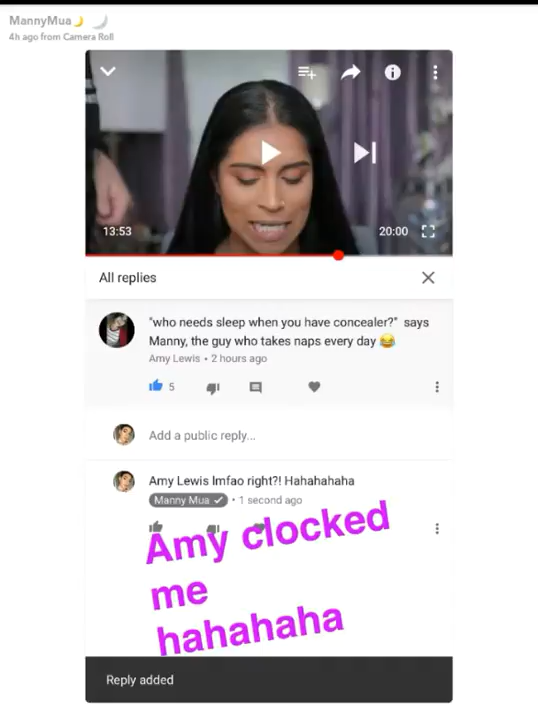 MannyMua🌙
4h ago from Camera Roll
13:53
20:00
All replies
"who needs sleep when you have concealer?" says
Manny, the guy who takes naps every day 😂
Amy Lewis • 2 hours ago
5
Add a public reply...
Amy Lewis lmfao right?! Hahahahaha
Manny Mua ✓ • 1 second ago
Amy clocked
me
hahahaha
Reply added